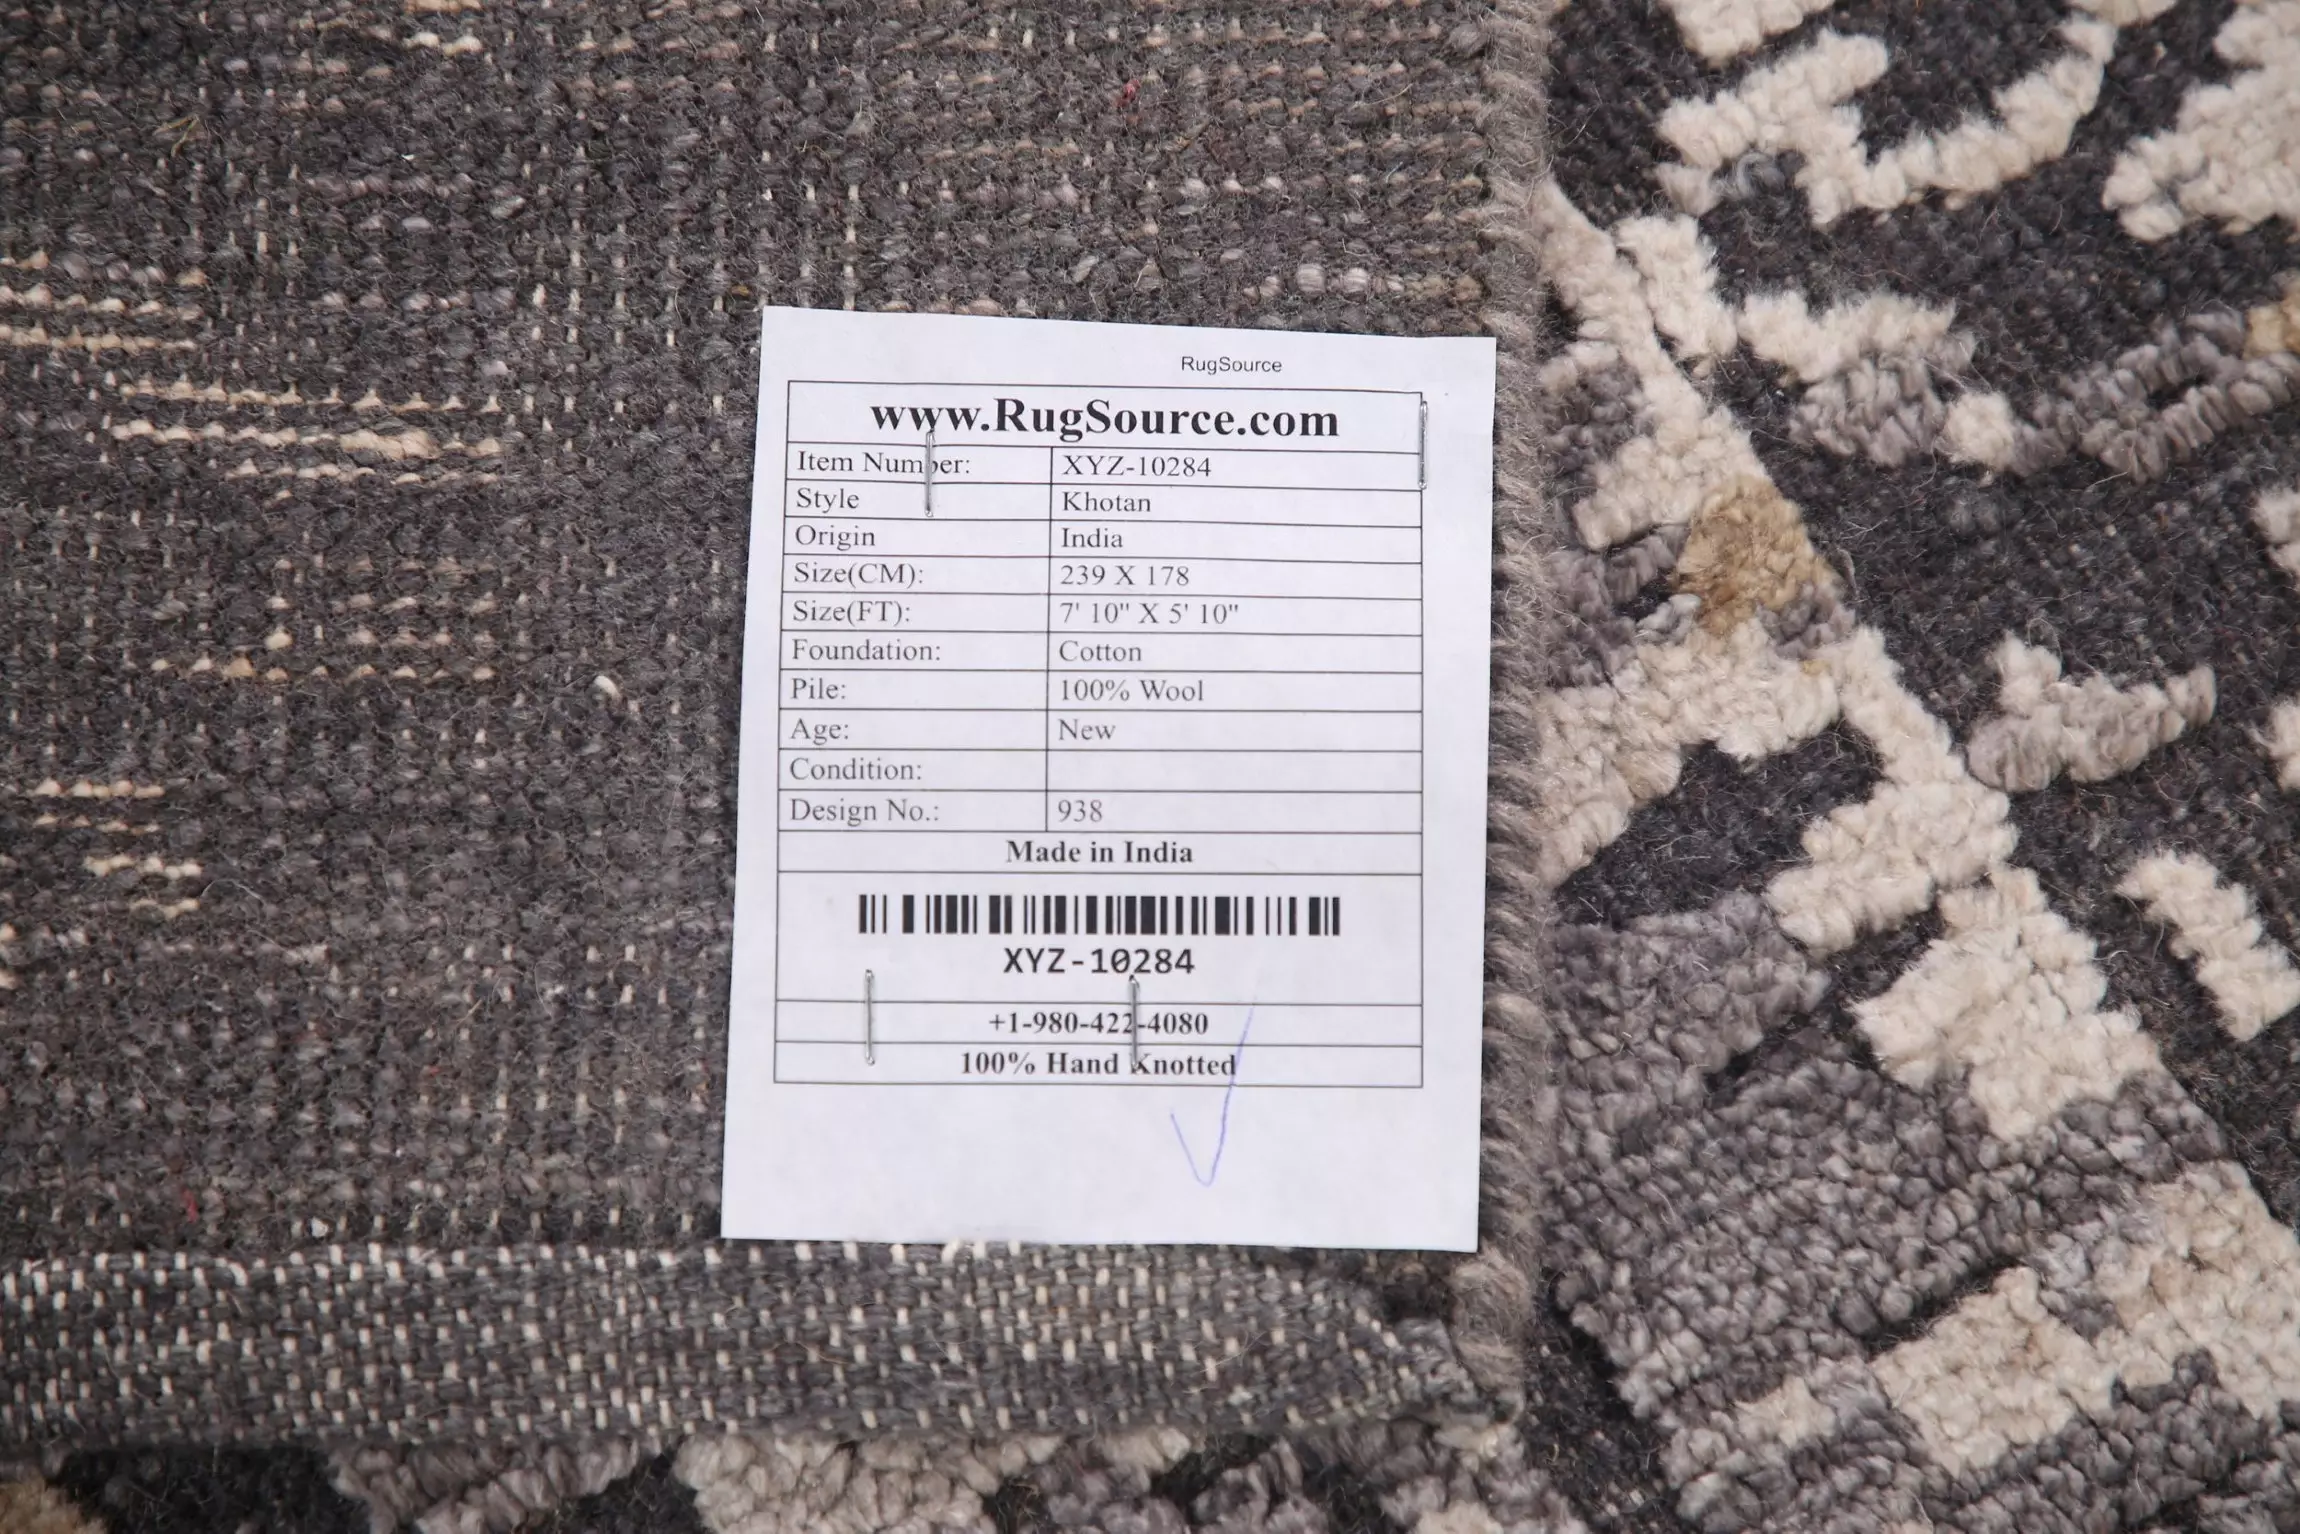 RugSource
www.RugSource.com
Item Number: XYZ-10284
Style Khotan
Origin India
Size(CM): 239 X 178
Size(FT): 7' 10" X 5' 10"
Foundation: Cotton
Pile: 100% Wool
Age: New
Condition:
Design No.: 938
Made in India
XYZ-10284
+1-980-422-4080
100% Hand Knotted